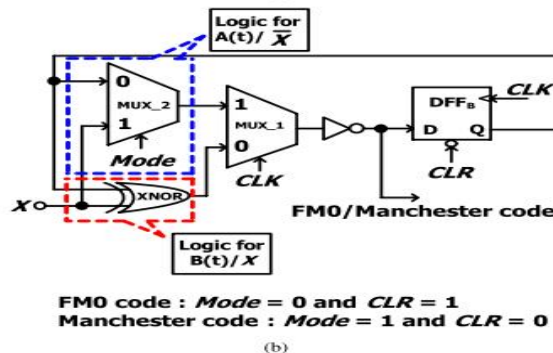 Logic for
A(t)/ X̅
0
MUX_2
1
Mode
1
MUX_1
0
CLK
DFFB
CLK
D Q
CLR
X
XNOR
FM0/Manchester code
Logic for
B(t)/X
FM0 code : Mode = 0 and CLR = 1
Manchester code : Mode = 1 and CLR = 0
(b)